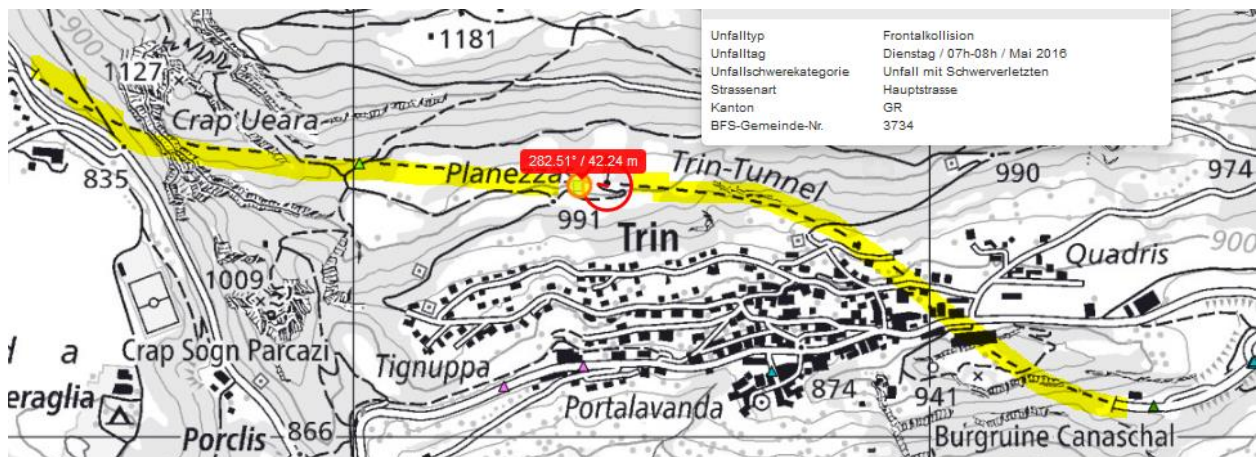 Unfalltyp Frontalkollision
Unfalltag Dienstag / 07h-08h / Mai 2016
Unfallschwerekategorie Unfall mit Schwerverletzten
Strassenart Hauptstrasse
Kanton GR
BFS-Gemeinde-Nr. 3734
900
1181
1127
Crap Ueara
282.51° / 42.24 m
Planezza
Trin-Tunnel
990
974
835
991
Trin
900
Quadris
1009
d a
Crap Sogn Parcazi
Tignuppa
eraglia
874
941
Portalavanda
Porclis
866
Burgruine Canaschal